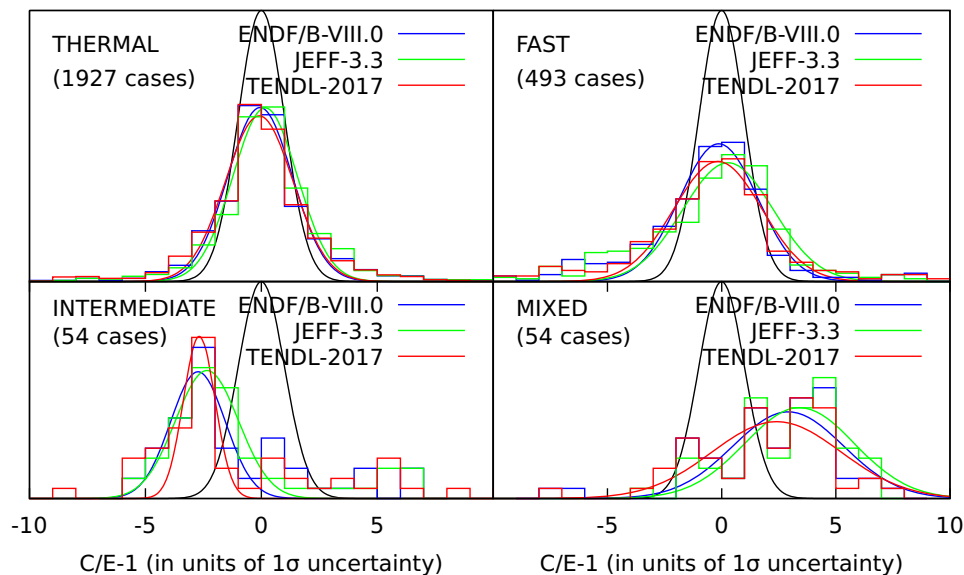 THERMAL
(1927 cases)
ENDF/B-VIII.0
JEFF-3.3
TENDL-2017
FAST
(493 cases)
ENDF/B-VIII.0
JEFF-3.3
TENDL-2017
INTERMEDIATE
(54 cases)
ENDF/B-VIII.0
JEFF-3.3
TENDL-2017
MIXED
(54 cases)
ENDF/B-VIII.0
JEFF-3.3
TENDL-2017
-10 -5 0 5
-5 0 5 10
C/E-1 (in units of 1σ uncertainty)
C/E-1 (in units of 1σ uncertainty)